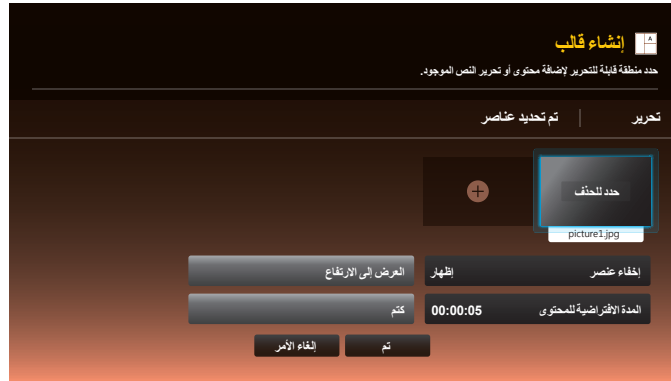 A
إنشاء قالب
حدد منطقة قابلة للتحرير لإضافة محتوى أو تحرير النص الموجود.
تحرير | تم تحديد عناصر
حدد للحذف
picture1.jpg
إخفاء عنصر إظهار العرض إلى الارتفاع
المدة الافتراضية للمحتوى 00:00:05 كتم
تم إلغاء الأمر